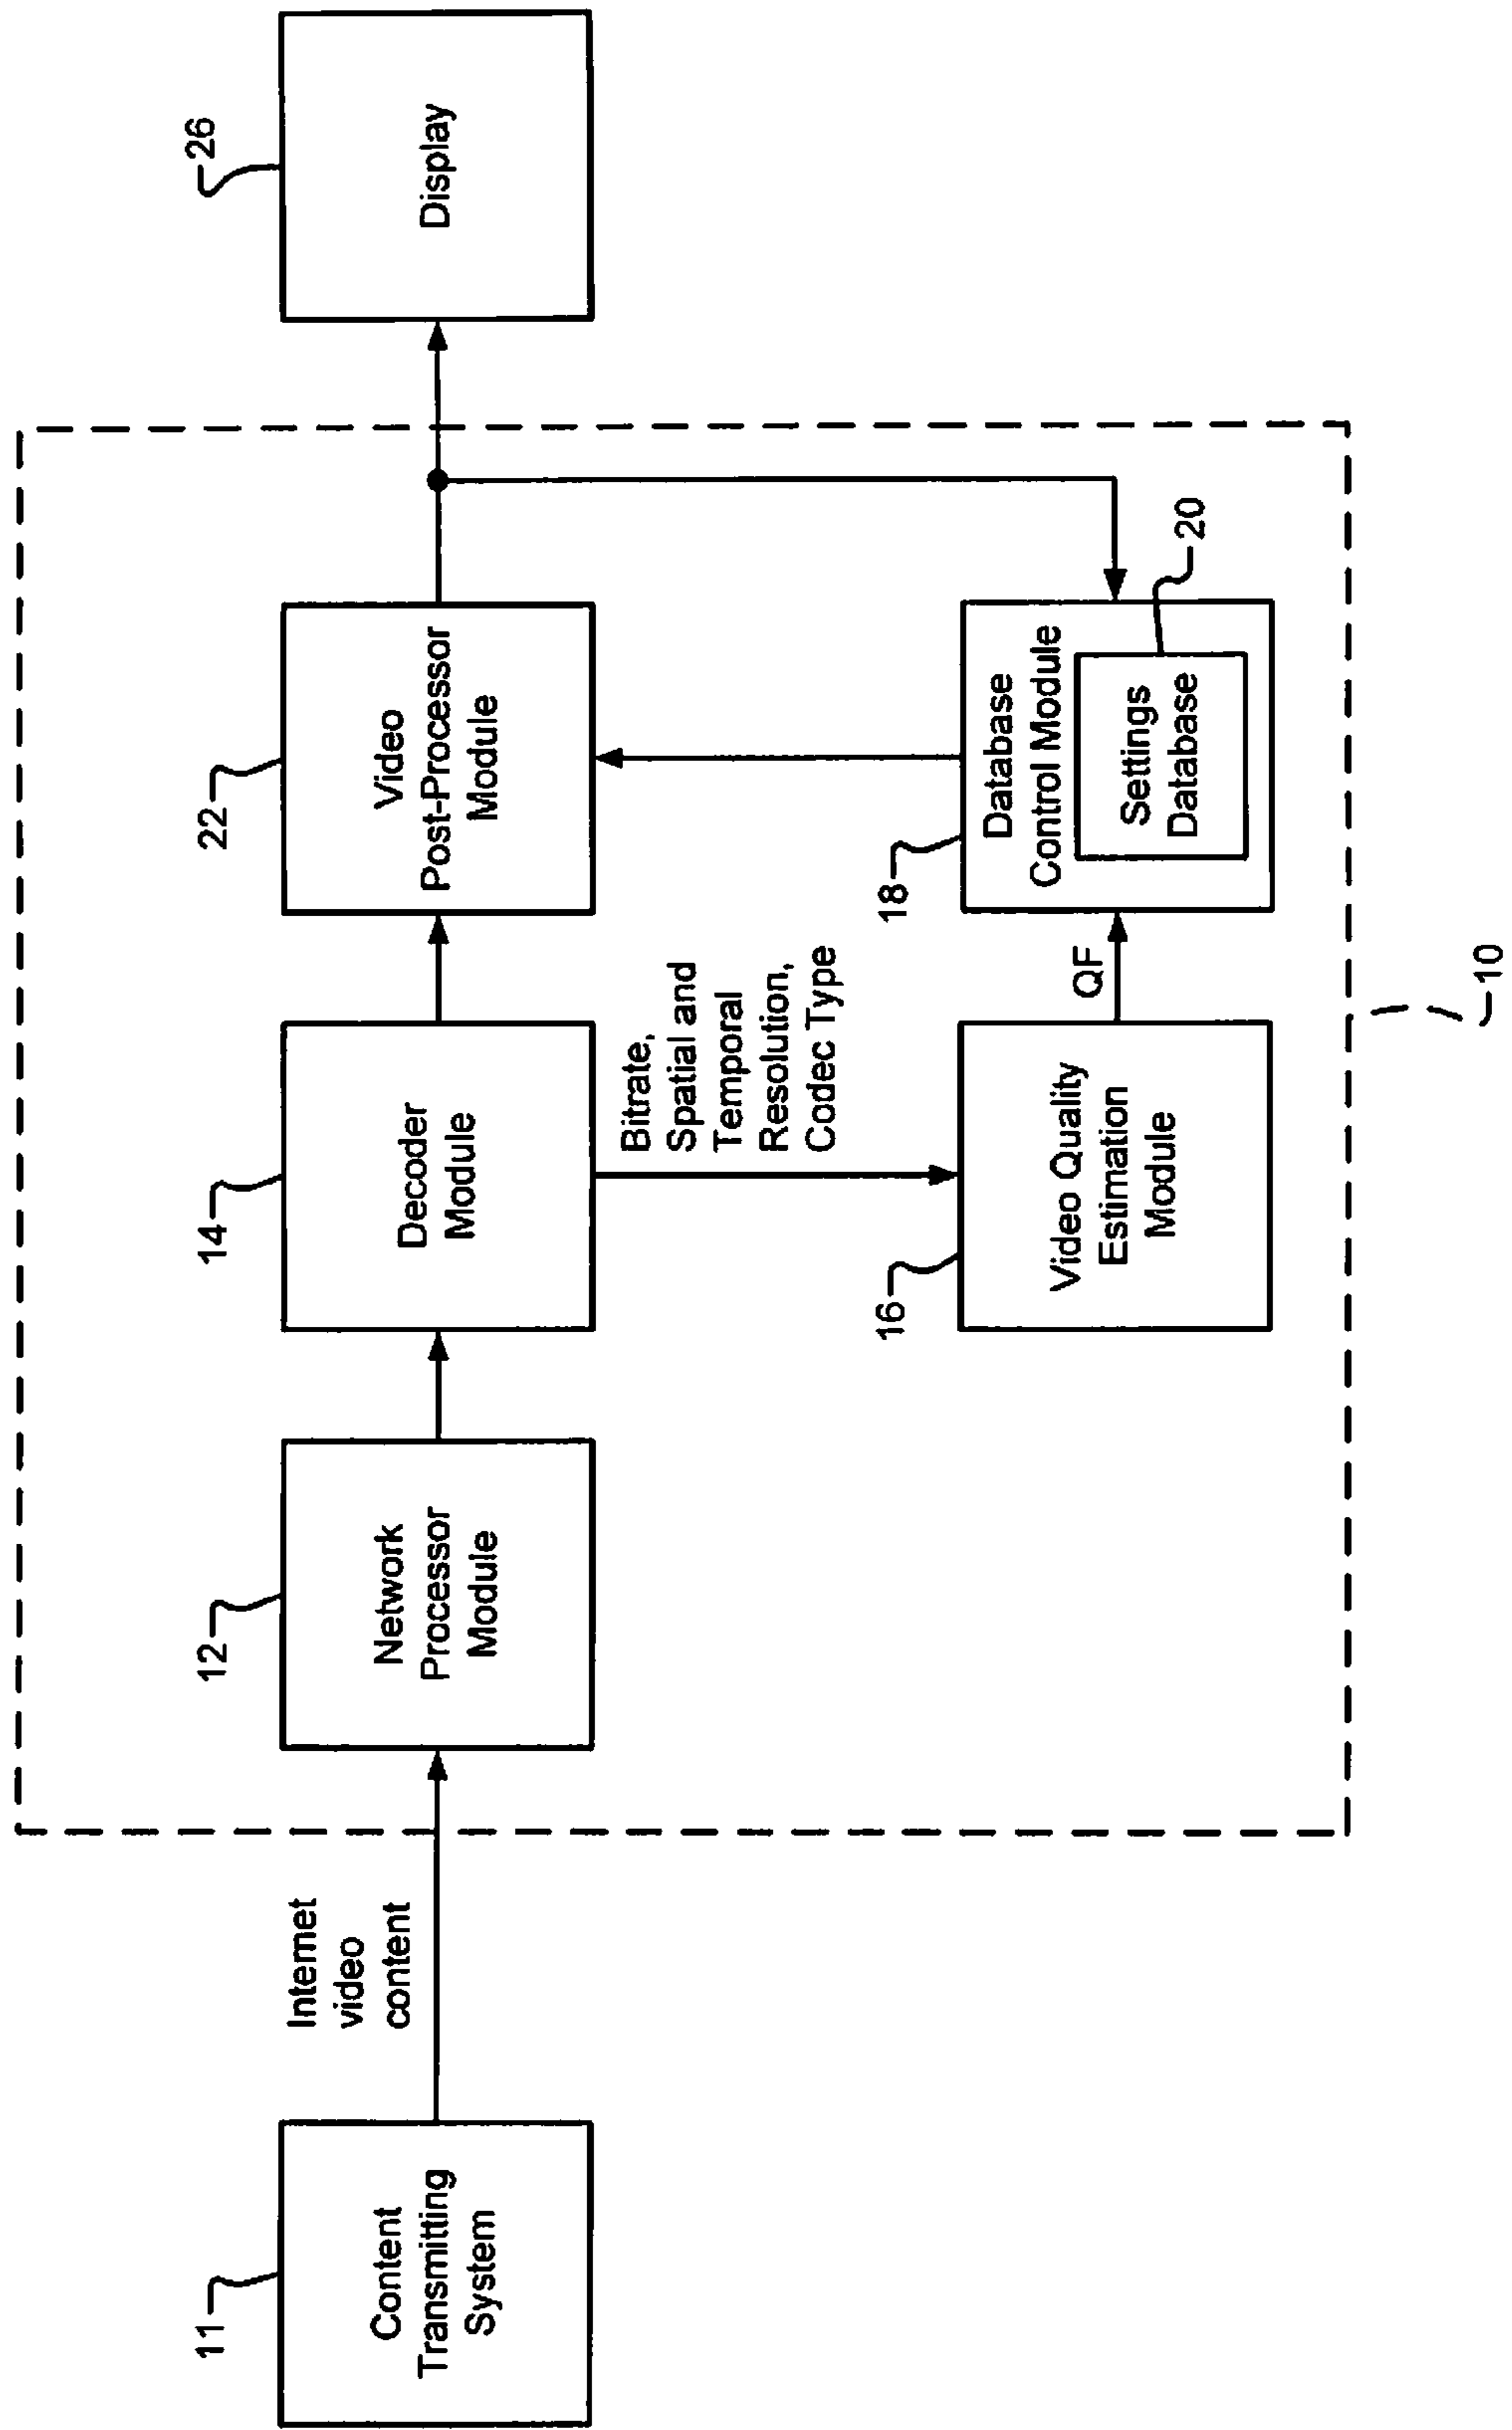 11
Content
Transmitting
System
Internet
video
content
12
Network
Processor
Module
14
Decoder
Module
22
Video
Post-Processor
Module
26
Display
Bitrate,
Spatial and
Temporal
Resolution,
Codec Type
16
Video Quality
Estimation
Module
QF
18
Database
Control Module
Settings
Database
20
10